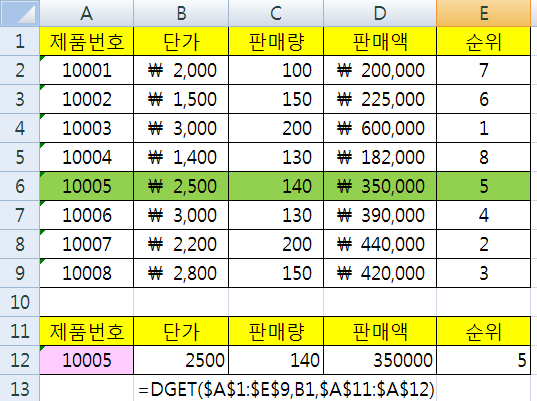 A B C D E
1 제품번호 단가 판매량 판매액 순위
2 10001 ₩ 2,000 100 ₩ 200,000 7
3 10002 ₩ 1,500 150 ₩ 225,000 6
4 10003 ₩ 3,000 200 ₩ 600,000 1
5 10004 ₩ 1,400 130 ₩ 182,000 8
6 10005 ₩ 2,500 140 ₩ 350,000 5
7 10006 ₩ 3,000 130 ₩ 390,000 4
8 10007 ₩ 2,200 200 ₩ 440,000 2
9 10008 ₩ 2,800 150 ₩ 420,000 3
10
11 제품번호 단가 판매량 판매액 순위
12 10005 2500 140 350000 5
13 =DGET($A$1:$E$9,B1,$A$11:$A$12)